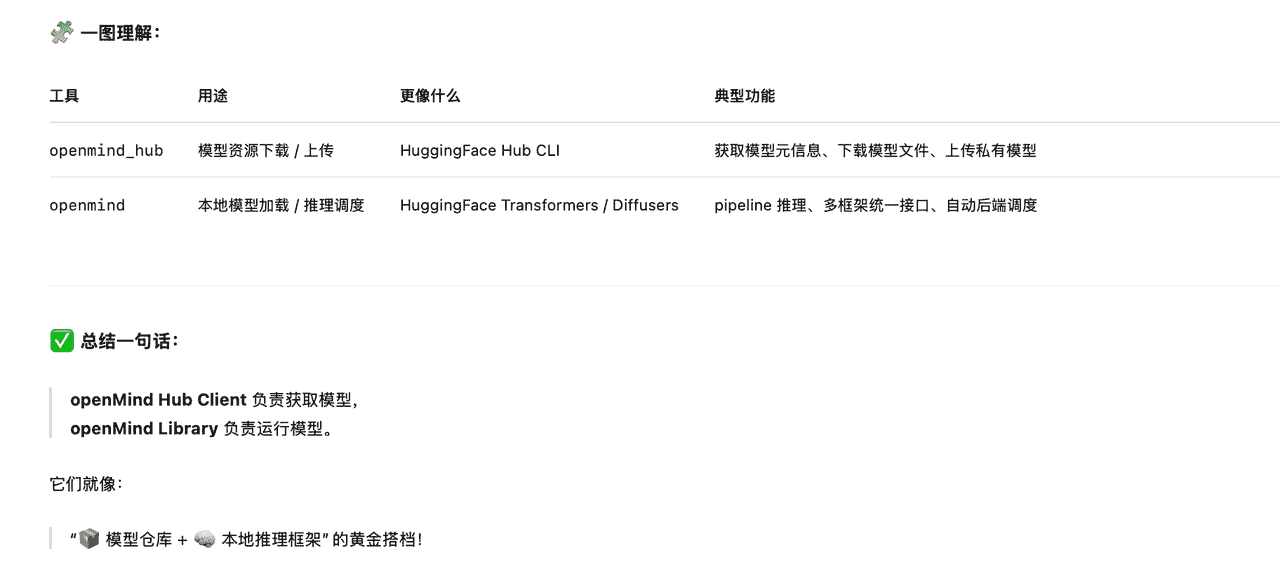 🧩 一图理解：
工具 用途 更像什么 典型功能
openmind_hub 模型资源下载 / 上传 HuggingFace Hub CLI 获取模型元信息、下载模型文件、上传私有模型
openmind 本地模型加载 / 推理调度 HuggingFace Transformers / Diffusers pipeline 推理、多框架统一接口、自动后端调度
✅ 总结一句话：
openMind Hub Client 负责获取模型，
openMind Library 负责运行模型。
它们就像：
“📦 模型仓库 + 🧠 本地推理框架” 的黄金搭档！